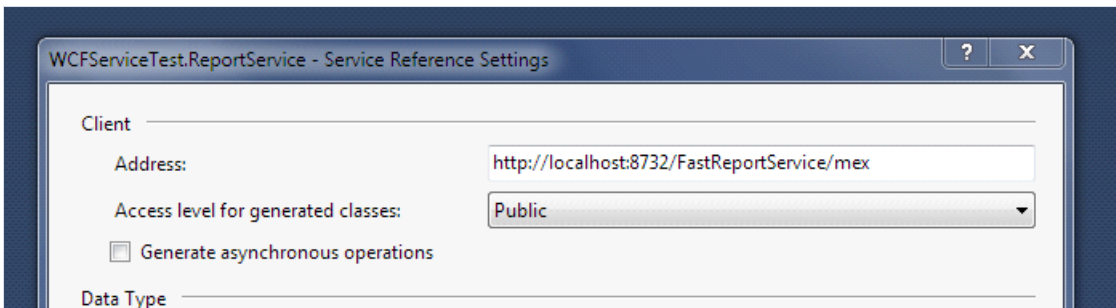 WCFServiceTest.ReportService - Service Reference Settings
? X
Client
Address: http://localhost:8732/FastReportService/mex
Access level for generated classes: Public
Generate asynchronous operations
Data Type